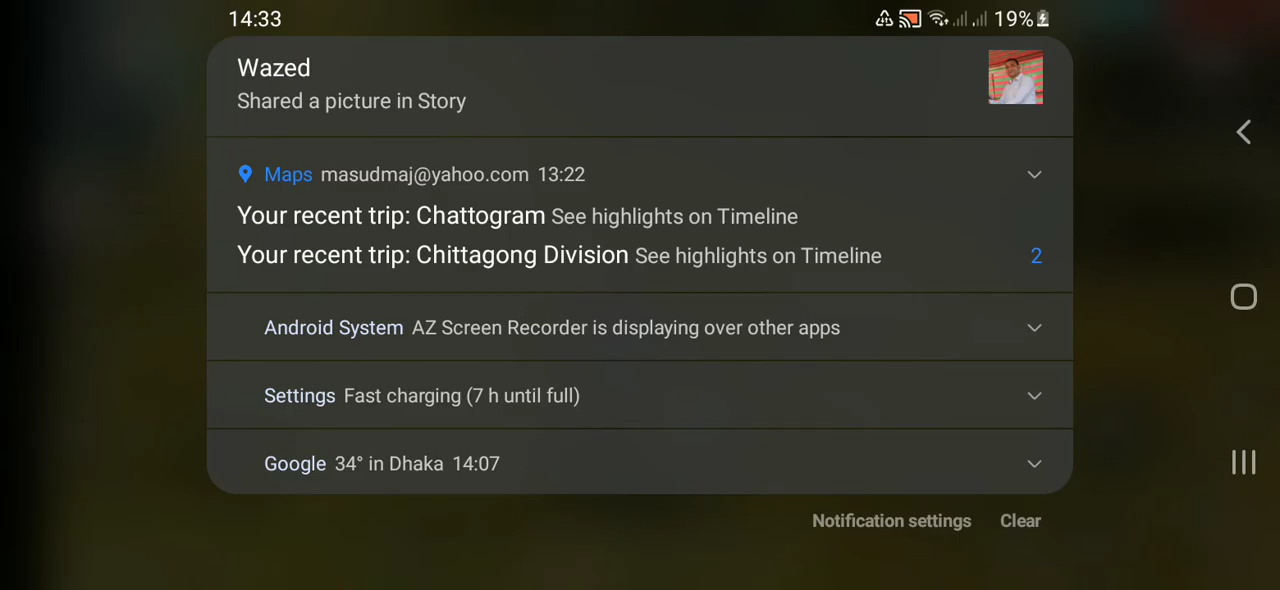 14:33 19%
Wazed
Shared a picture in Story
Maps masudmaj@yahoo.com 13:22
Your recent trip: Chattogram See highlights on Timeline
Your recent trip: Chittagong Division See highlights on Timeline 2
Android System AZ Screen Recorder is displaying over other apps
Settings Fast charging (7 h until full)
Google 34° in Dhaka 14:07
Notification settings Clear